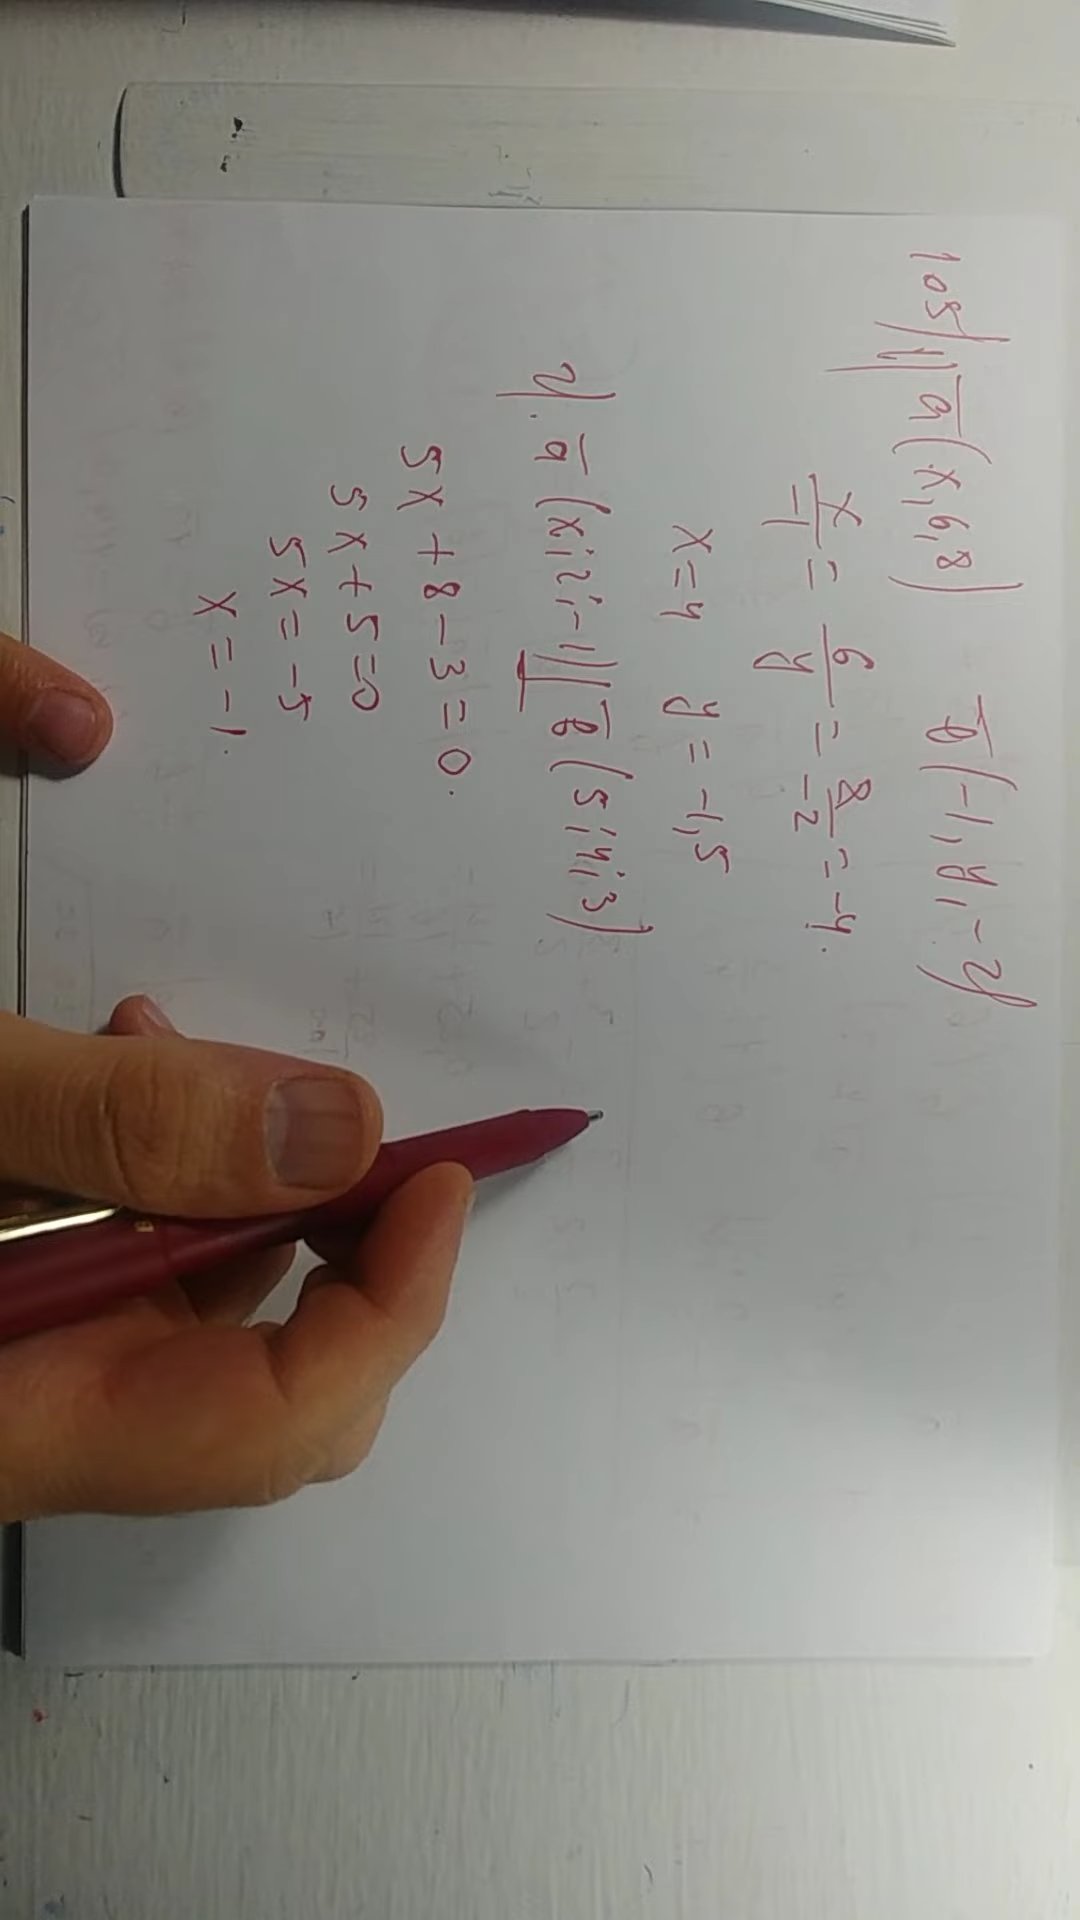 105) 1) a̅ (x, 6, 8) b̅ (-1, y, -2)
x/-1 = 6/y = 8/-2 = -4.
x = 4 y = -1,5
2). a̅ (x; 2; -1) b̅ (5; 4; 3)
5x + 8 - 3 = 0.
5x + 5 = 0
5x = -5
x = -1.